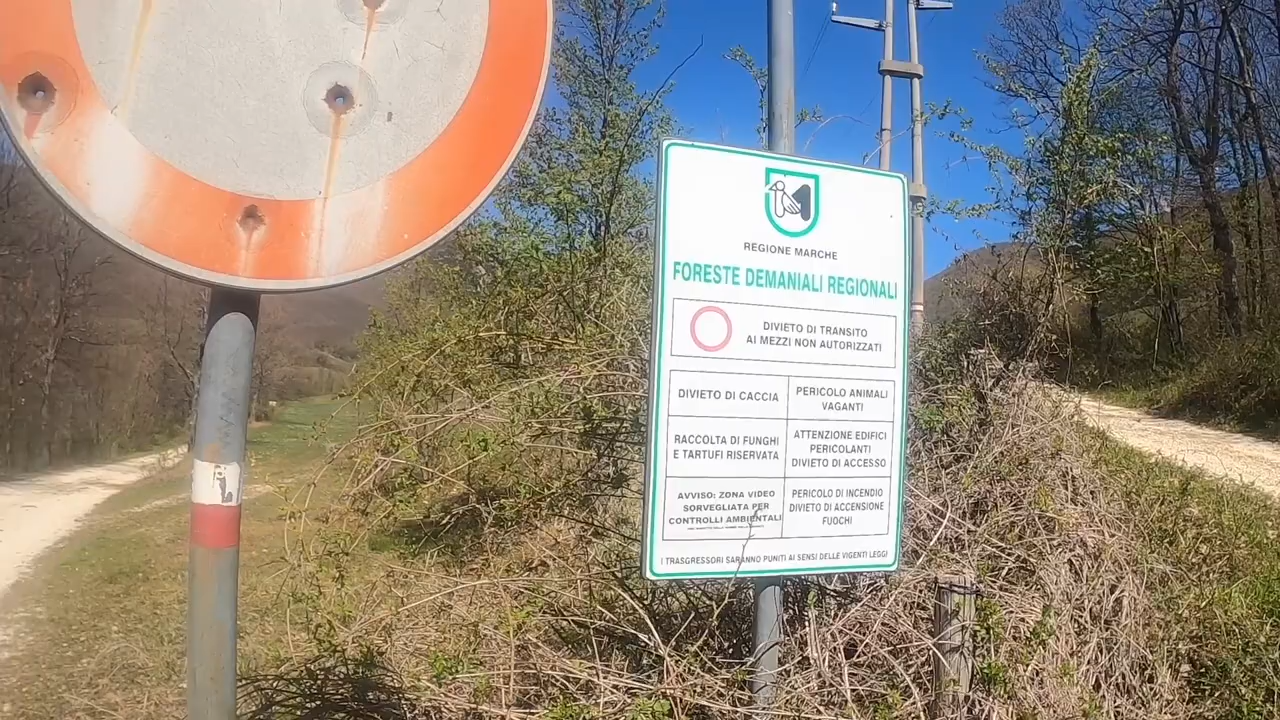 REGIONE MARCHE
FORESTE DEMANIALI REGIONALI
DIVIETO DI TRANSITO
AI MEZZI NON AUTORIZZATI
DIVIETO DI CACCIA
PERICOLO ANIMALI
VAGANTI
RACCOLTA DI FUNGHI
E TARTUFI RISERVATA
ATTENZIONE EDIFICI
PERICOLANTI
DIVIETO DI ACCESSO
AVVISO: ZONA VIDEO
SORVEGLIATA PER
CONTROLLI AMBIENTALI
PERICOLO DI INCENDIO
DIVIETO DI ACCENSIONE
FUOCHI
I TRASGRESSORI SARANNO PUNITI AI SENSI DELLE VIGENTI LEGGI